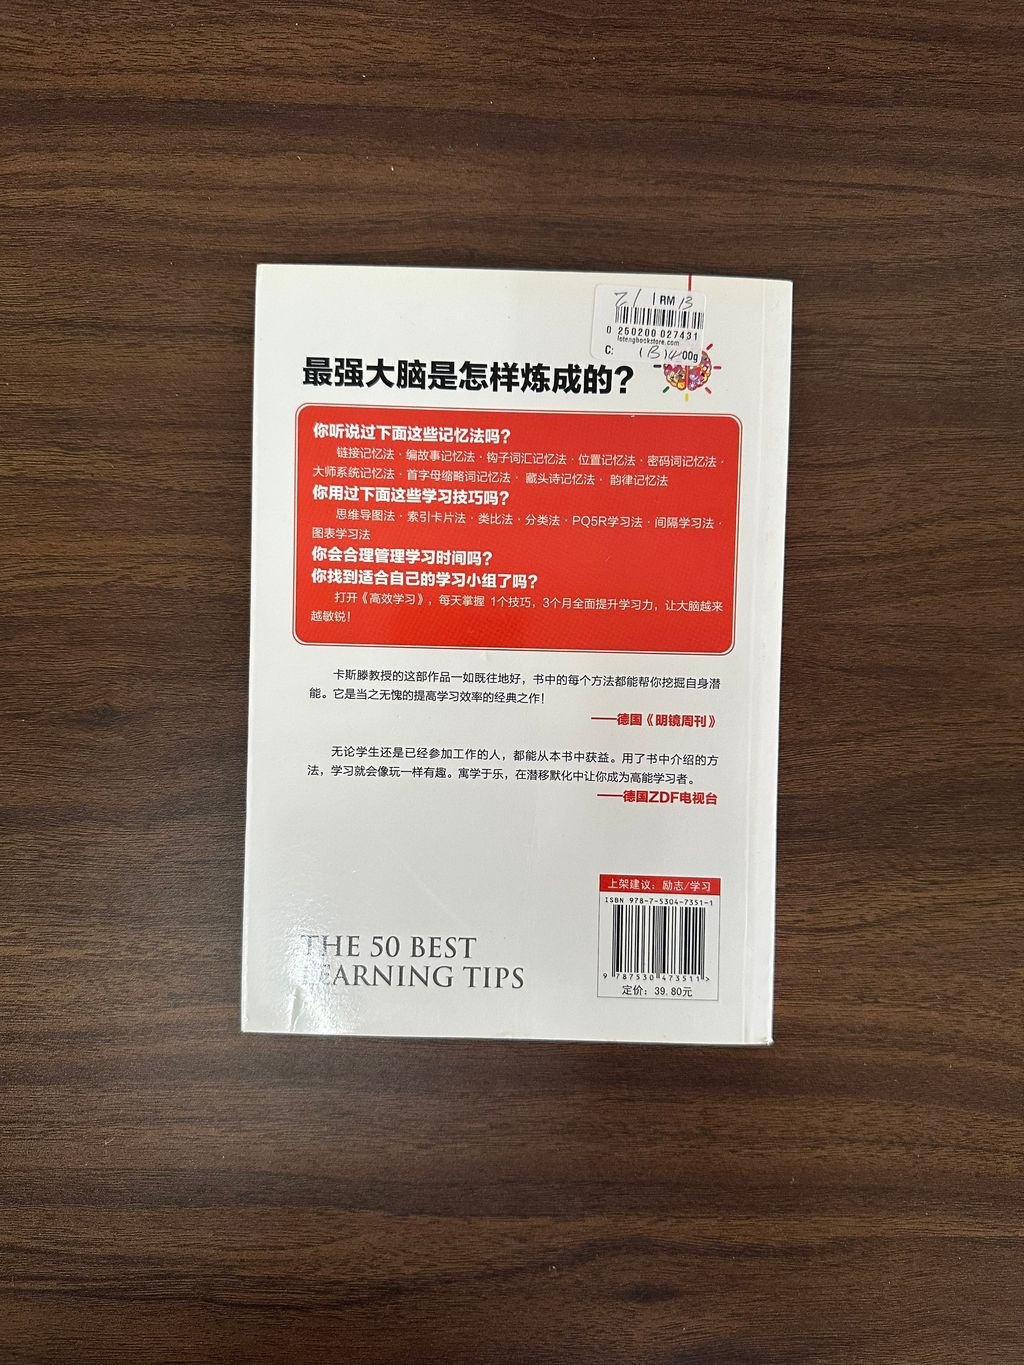 RM 13
0 250200 027431
fotengbookstore.com
C:
00g
最强大脑是怎样炼成的?
你听说过下面这些记忆法吗?
链接记忆法·编故事记忆法·钩子词汇记忆法·位置记忆法·密码词记忆法·
大师系统记忆法·首字母缩略词记忆法· 藏头诗记忆法· 韵律记忆法
你用过下面这些学习技巧吗?
思维导图法·索引卡片法·类比法·分类法·PQ5R学习法·间隔学习法·
图表学习法
你会合理管理学习时间吗?
你找到适合自己的学习小组了吗?
打开《高效学习》，每天掌握 1个技巧，3个月全面提升学习力，让大脑越来
越敏锐！
卡斯滕教授的这部作品一如既往地好，书中的每个方法都能帮你挖掘自身潜
能。它是当之无愧的提高学习效率的经典之作！
——德国《明镜周刊》
无论学生还是已经参加工作的人，都能从本书中获益。用了书中介绍的方
法，学习就会像玩一样有趣。寓学于乐，在潜移默化中让你成为高能学习者。
——德国ZDF电视台
上架建议：励志/学习
ISBN 978-7-5304-7351-1
9 787530 473511 >
定价：39.80元
THE 50 BEST
LEARNING TIPS